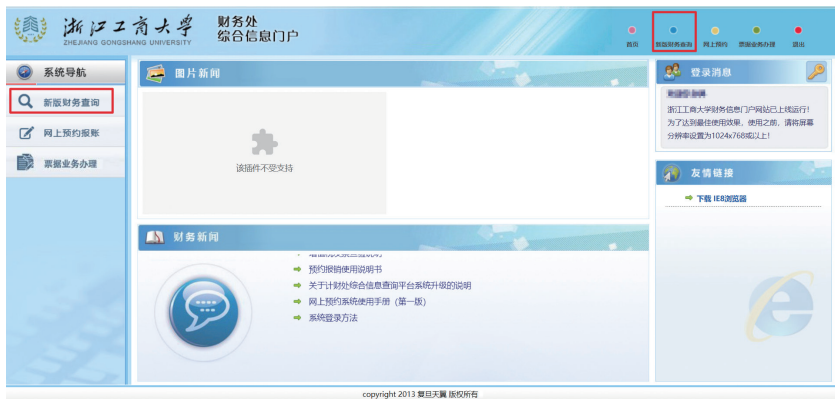 浙江工商大学
ZHEJIANG GONGSHANG UNIVERSITY
财务处
综合信息门户
首页
新版财务查询
网上预约
票据业务办理
退出
系统导航
新版财务查询
网上预约报账
票据业务办理
图片新闻
该插件不受支持
财务新闻
预约报销使用说明书
关于计财处综合信息查询平台系统升级的说明
网上预约系统使用手册（第一版）
系统登录方法
登录消息
浙江工商大学财务信息门户网站已上线运行！
为了达到最佳使用效果，使用之前，请将屏幕
分辨率设置为1024x768或以上！
友情链接
下载 IE8浏览器
copyright 2013 复旦天翼 版权所有